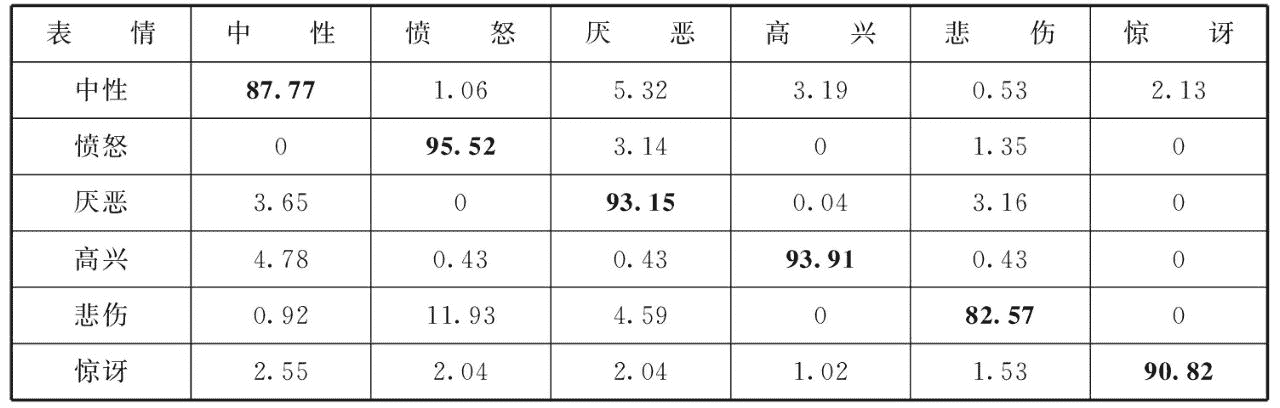 表情 中性 愤怒 厌恶 高兴 悲伤 惊讶
中性 87.77 1.06 5.32 3.19 0.53 2.13
愤怒 0 95.52 3.14 0 1.35 0
厌恶 3.65 0 93.15 0.04 3.16 0
高兴 4.78 0.43 0.43 93.91 0.43 0
悲伤 0.92 11.93 4.59 0 82.57 0
惊讶 2.55 2.04 2.04 1.02 1.53 90.82